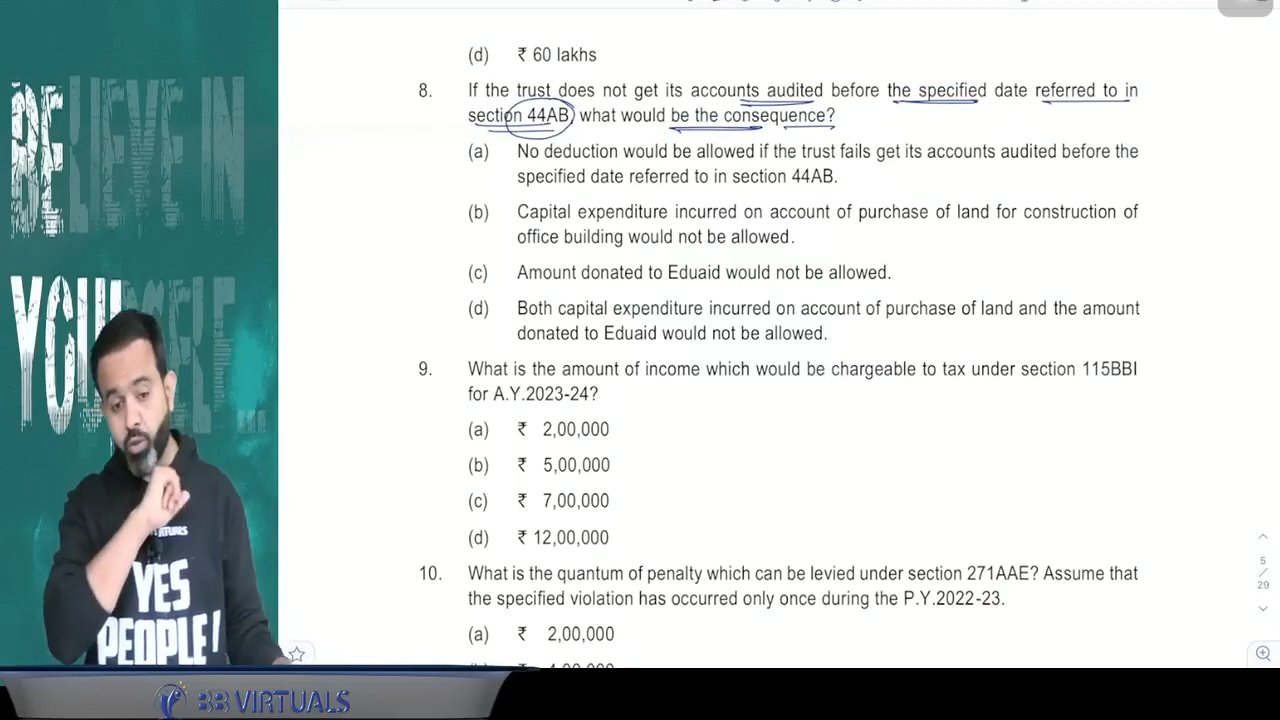 (d) ₹ 60 lakhs
8. If the trust does not get its accounts audited before the specified date referred to in
section 44AB, what would be the consequence?
(a) No deduction would be allowed if the trust fails get its accounts audited before the
specified date referred to in section 44AB.
(b) Capital expenditure incurred on account of purchase of land for construction of
office building would not be allowed.
(c) Amount donated to Eduaid would not be allowed.
(d) Both capital expenditure incurred on account of purchase of land and the amount
donated to Eduaid would not be allowed.
9. What is the amount of income which would be chargeable to tax under section 115BBI
for A.Y.2023-24?
(a) ₹ 2,00,000
(b) ₹ 5,00,000
(c) ₹ 7,00,000
(d) ₹ 12,00,000
10. What is the quantum of penalty which can be levied under section 271AAE? Assume that
the specified violation has occurred only once during the P.Y.2022-23.
(a) ₹ 2,00,000
5
/
29
BELIEVE IN
YOURSELF...
YES
PEOPLE!
BB VIRTUALS